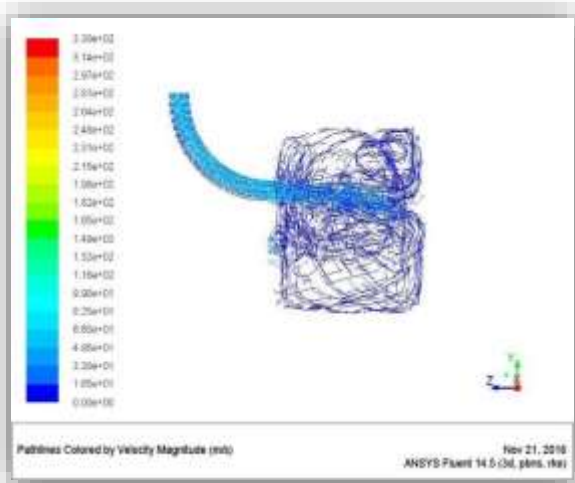 3.30e+02
3.14e+02
2.97e+02
2.81e+02
2.64e+02
2.48e+02
2.31e+02
2.15e+02
1.98e+02
1.82e+02
1.65e+02
1.49e+02
1.32e+02
1.16e+02
9.90e+01
8.25e+01
6.60e+01
4.95e+01
3.30e+01
1.65e+01
0.00e+00
Y
Z
Pathlines Colored by Velocity Magnitude (m/s)
Nov 21, 2016
ANSYS Fluent 14.5 (3d, pbns, rke)